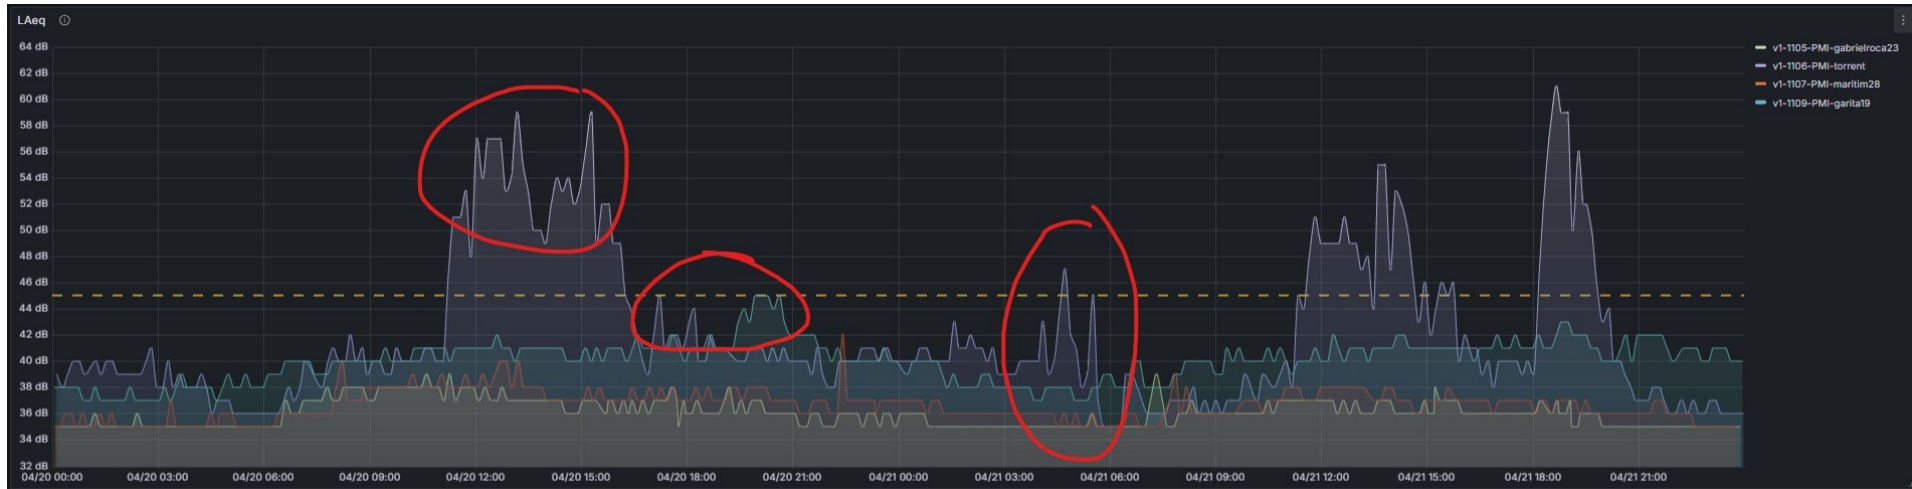 LAeq
64 dB
62 dB
60 dB
58 dB
56 dB
54 dB
52 dB
50 dB
48 dB
46 dB
44 dB
42 dB
40 dB
38 dB
36 dB
34 dB
32 dB
04/20 00:00 04/20 03:00 04/20 06:00 04/20 09:00 04/20 12:00 04/20 15:00 04/20 18:00 04/20 21:00 04/21 00:00 04/21 03:00 04/21 06:00 04/21 09:00 04/21 12:00 04/21 15:00 04/21 18:00 04/21 21:00
v1-1105-PMI-gabrielroca23
v1-1106-PMI-torrent
v1-1107-PMI-maritim28
v1-1109-PMI-garita19